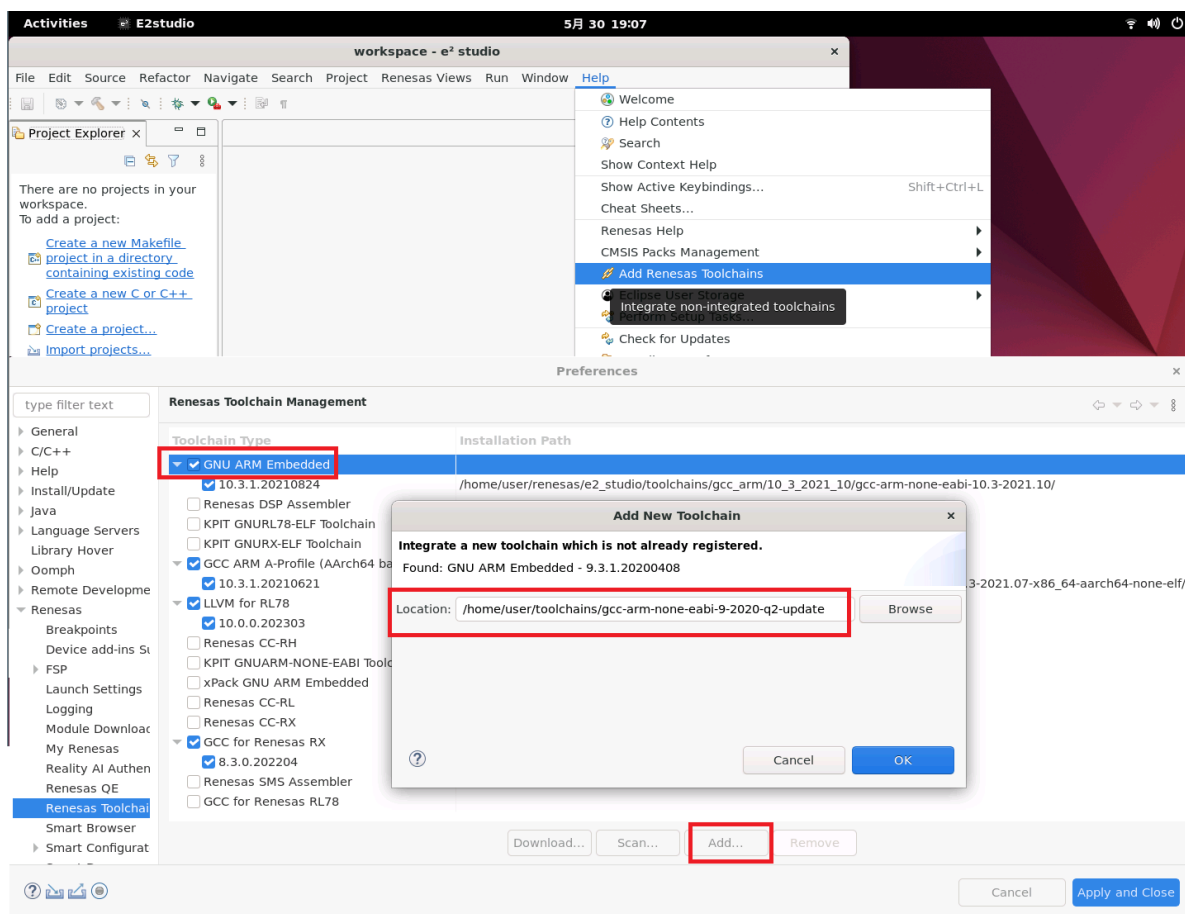 Activities E2studio 5月 30 19:07
workspace - e² studio
File Edit Source Refactor Navigate Search Project Renesas Views Run Window Help
Project Explorer
There are no projects in your
workspace.
To add a project:
Create a new Makefile
project in a directory
containing existing code
Create a new C or C++
project
Create a project...
Import projects...
Welcome
Help Contents
Search
Show Context Help
Show Active Keybindings... Shift+Ctrl+L
Cheat Sheets...
Renesas Help
CMSIS Packs Management
Add Renesas Toolchains
Eclipse User Storage
Integrate non-integrated toolchains
Perform Setup Tasks...
Check for Updates
Preferences
type filter text
General
C/C++
Help
Install/Update
Java
Language Servers
Library Hover
Oomph
Remote Developme
Renesas
Breakpoints
Device add-ins Su
FSP
Launch Settings
Logging
Module Download
My Renesas
Reality AI Authen
Renesas QE
Renesas Toolchai
Smart Browser
Smart Configurat
Renesas Toolchain Management
Toolchain Type Installation Path
GNU ARM Embedded
10.3.1.20210824 /home/user/renesas/e2_studio/toolchains/gcc_arm/10_3_2021_10/gcc-arm-none-eabi-10.3-2021.10/
Renesas DSP Assembler
KPIT GNURL78-ELF Toolchain
KPIT GNURX-ELF Toolchain
GCC ARM A-Profile (AArch64 ba
10.3.1.20210621 .3-2021.07-x86_64-aarch64-none-elf/
LLVM for RL78
10.0.0.202303
Renesas CC-RH
KPIT GNUARM-NONE-EABI Toolc
xPack GNU ARM Embedded
Renesas CC-RL
Renesas CC-RX
GCC for Renesas RX
8.3.0.202204
Renesas SMS Assembler
GCC for Renesas RL78
Add New Toolchain
Integrate a new toolchain which is not already registered.
Found: GNU ARM Embedded - 9.3.1.20200408
Location: /home/user/toolchains/gcc-arm-none-eabi-9-2020-q2-update Browse
Cancel OK
Download... Scan... Add... Remove
Cancel Apply and Close